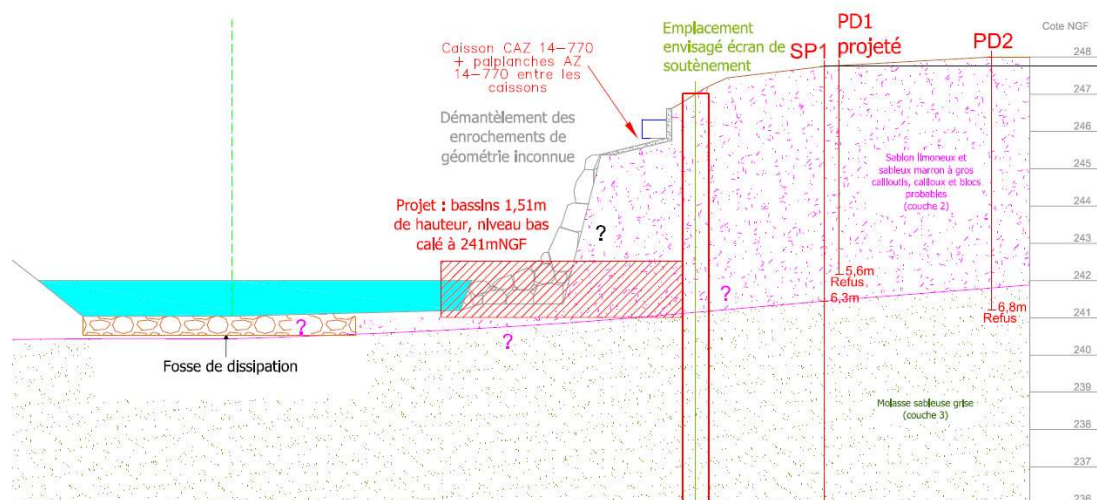 Caisson CAZ 14-770
+ palplanches AZ
14-770 entre les
caissons
Emplacement
envisagé écran de
soutènement
SP1
PD1
projeté
PD2
Cote NGF
248
247
246
245
244
243
242
241
240
239
238
237
236
Démantèlement des
enrochements de
géométrie inconnue
Projet : bassins 1,51m
de hauteur, niveau bas
calé à 241mNGF
Sablon limoneux et
sableux marron à gros
cailloutis, cailloux et blocs
probables
(couche 2)
?
?
?
?
5,6m
Refus
6,3m
6,8m
Refus
Fosse de dissipation
Molasse sableuse grise
(couche 3)